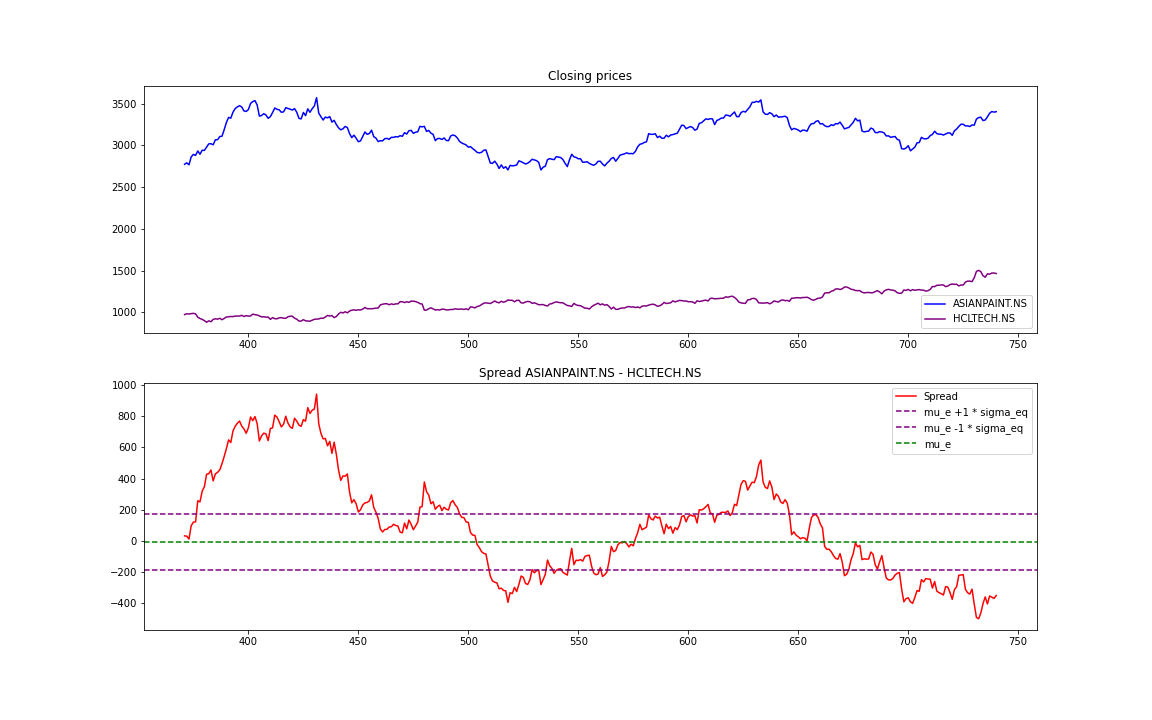 Closing prices
3500
3000
2500
2000
1500
1000
ASIANPAINT.NS
HCLTECH.NS
400 450 500 550 600 650 700 750
Spread ASIANPAINT.NS - HCLTECH.NS
1000
800
600
400
200
0
−200
−400
Spread
mu_e +1 * sigma_eq
mu_e -1 * sigma_eq
mu_e
400 450 500 550 600 650 700 750